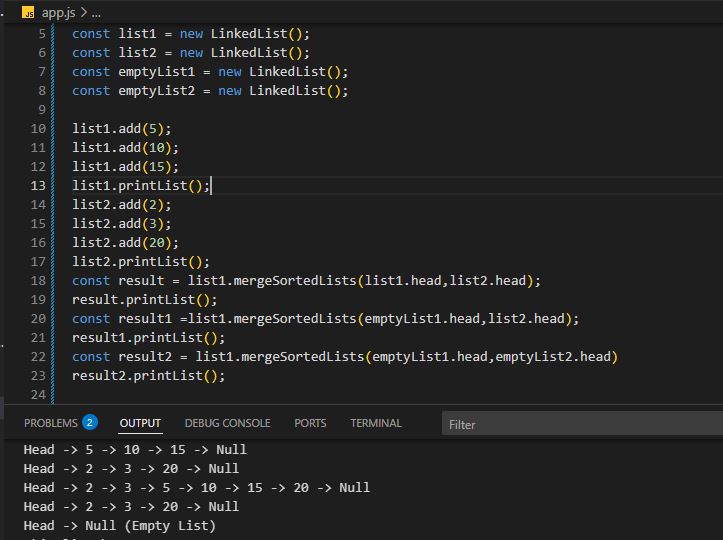 JS app.js > ...
5 const list1 = new LinkedList();
6 const list2 = new LinkedList();
7 const emptyList1 = new LinkedList();
8 const emptyList2 = new LinkedList();
9
10 list1.add(5);
11 list1.add(10);
12 list1.add(15);
13 list1.printList();
14 list2.add(2);
15 list2.add(3);
16 list2.add(20);
17 list2.printList();
18 const result = list1.mergeSortedLists(list1.head,list2.head);
19 result.printList();
20 const result1 =list1.mergeSortedLists(emptyList1.head,list2.head);
21 result1.printList();
22 const result2 = list1.mergeSortedLists(emptyList1.head,emptyList2.head)
23 result2.printList();
24
PROBLEMS 2 OUTPUT DEBUG CONSOLE PORTS TERMINAL Filter
Head -> 5 -> 10 -> 15 -> Null
Head -> 2 -> 3 -> 20 -> Null
Head -> 2 -> 3 -> 5 -> 10 -> 15 -> 20 -> Null
Head -> 2 -> 3 -> 20 -> Null
Head -> Null (Empty List)